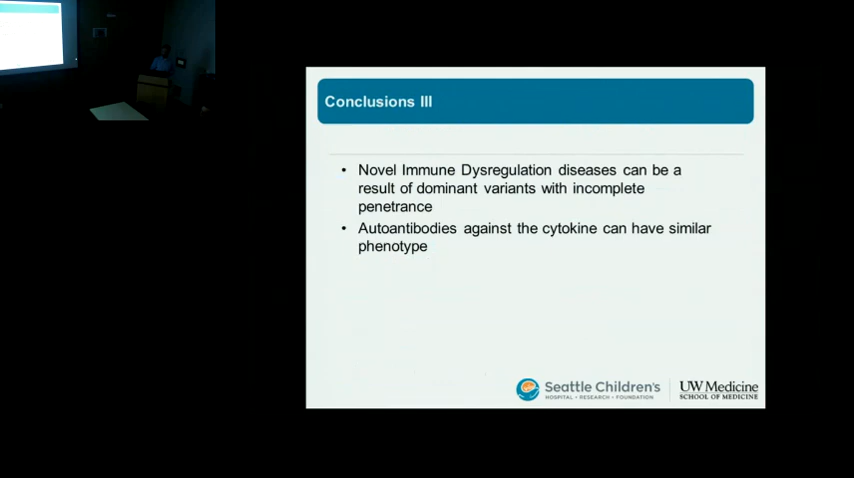 Conclusions III
• Novel Immune Dysregulation diseases can be a
result of dominant variants with incomplete
penetrance
• Autoantibodies against the cytokine can have similar
phenotype
Seattle Children's
HOSPITAL • RESEARCH • FOUNDATION
UW Medicine
SCHOOL OF MEDICINE